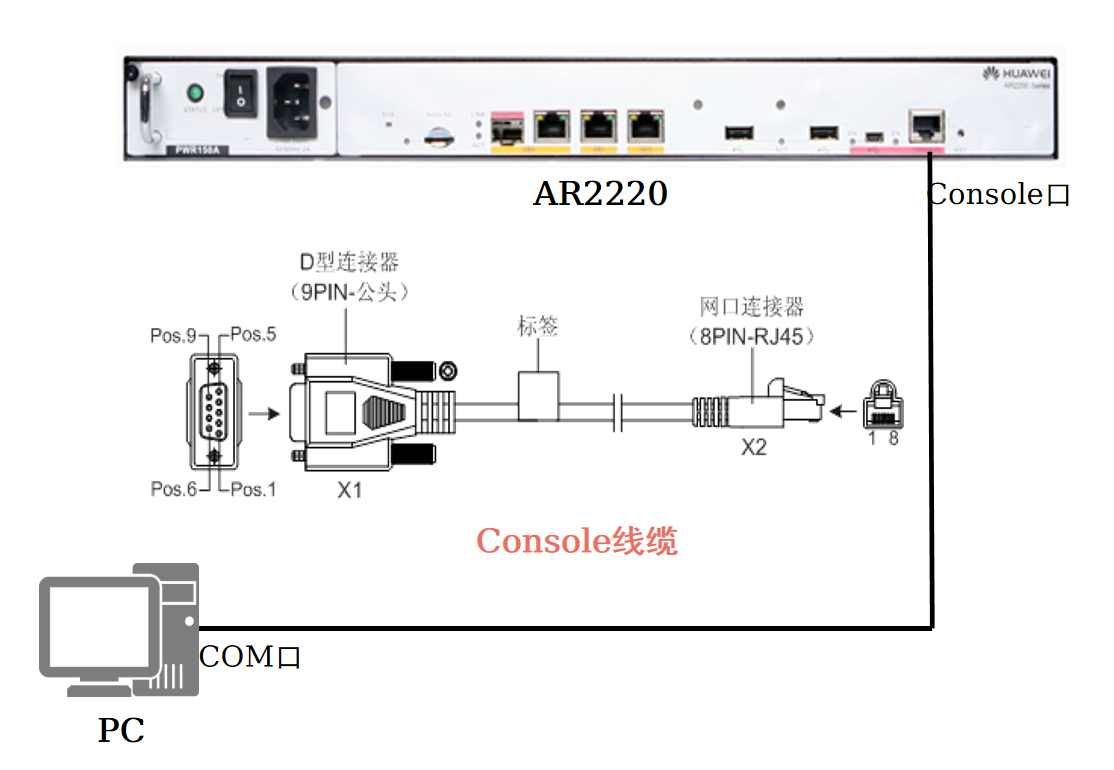 HUAWEI
AR2200 Series
STATUS
PWR150A
AR2220
Console口
D型连接器
（9PIN-公头）
标签
网口连接器
（8PIN-RJ45）
Pos.9
Pos.5
1 8
X2
Pos.6
Pos.1
X1
Console线缆
COM口
PC